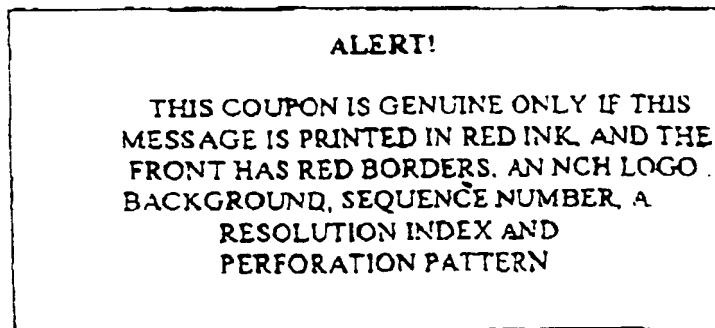 ALERT!
THIS COUPON IS GENUINE ONLY IF THIS
MESSAGE IS PRINTED IN RED INK, AND THE
FRONT HAS RED BORDERS. AN NCH LOGO
BACKGROUND, SEQUENCE NUMBER, A
RESOLUTION INDEX AND
PERFORATION PATTERN